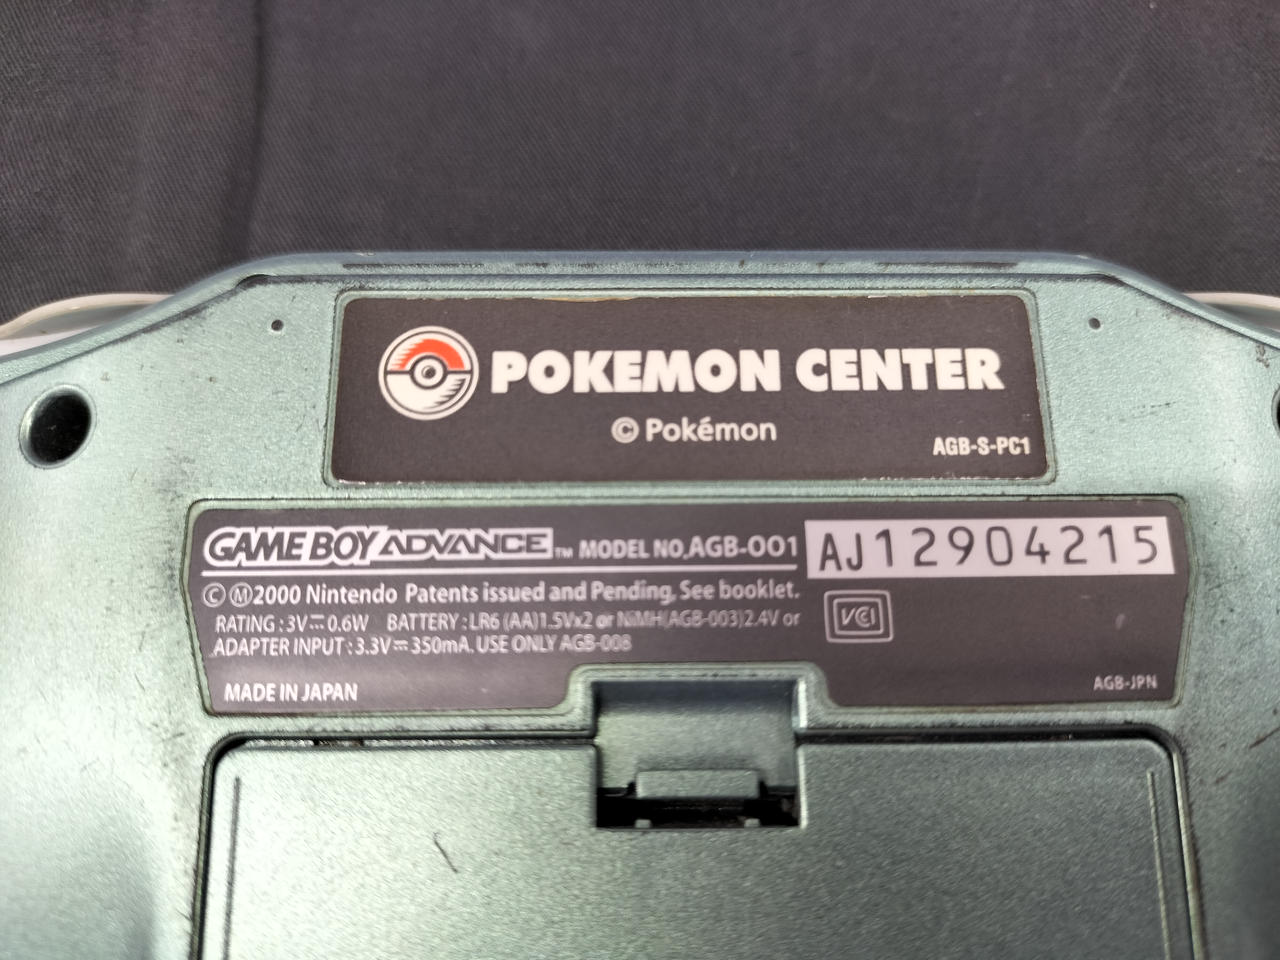 POKEMON CENTER
© Pokémon
AGB-S-PC1
GAME BOY ADVANCE™ MODEL NO,AGB-001 AJ12904215
© Ⓜ2000 Nintendo Patents issued and Pending. See booklet.
RATING : 3V⎓0.6W BATTERY : LR6 (AA)1.5Vx2 or NiMH(AGB-003)2.4V or
ADAPTER INPUT : 3.3V⎓350mA. USE ONLY AGB-008
VCI
MADE IN JAPAN
AGB-JPN